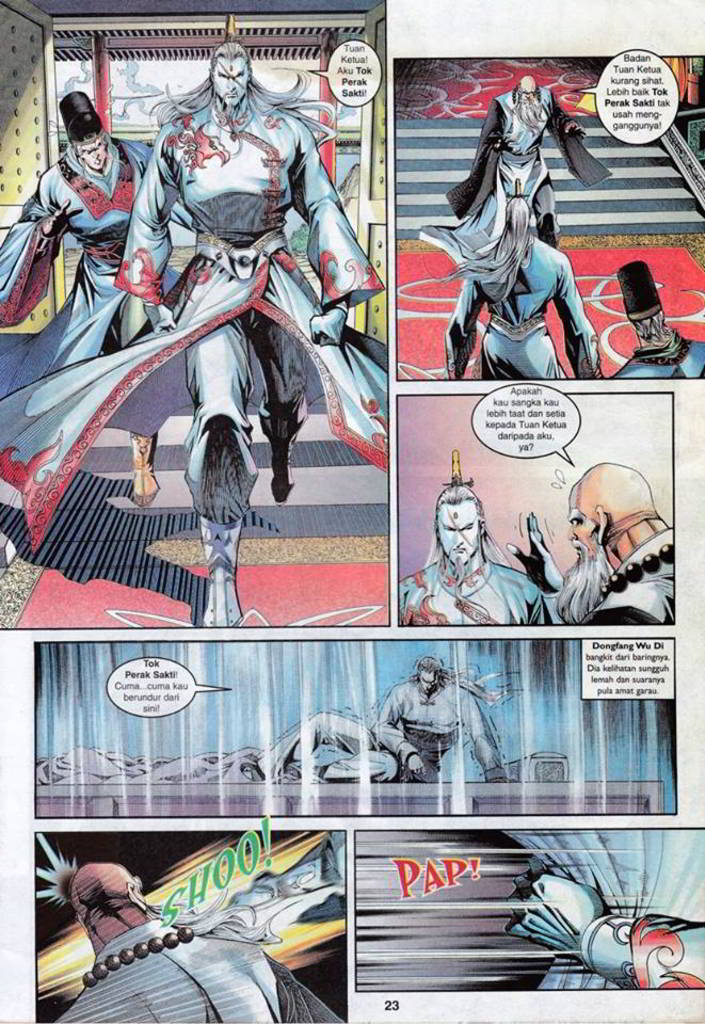 Tuan
Ketua!
Aku Tok
Perak
Sakti!
Badan
Tuan Ketua
kurang sihat.
Lebih baik Tok
Perak Sakti tak
usah meng-
ganggunya!
Apakah
kau sangka kau
lebih taat dan setia
kepada Tuan Ketua
daripada aku,
ya?
Tok
Perak Sakti!
Cuma...cuma kau
berundur dari
sini!
Dongfang Wu Di
bangkit dari baringnya.
Dia kelihatan sungguh
lemah dan suaranya
pula amat garau.
SHOO!
PAP!
23